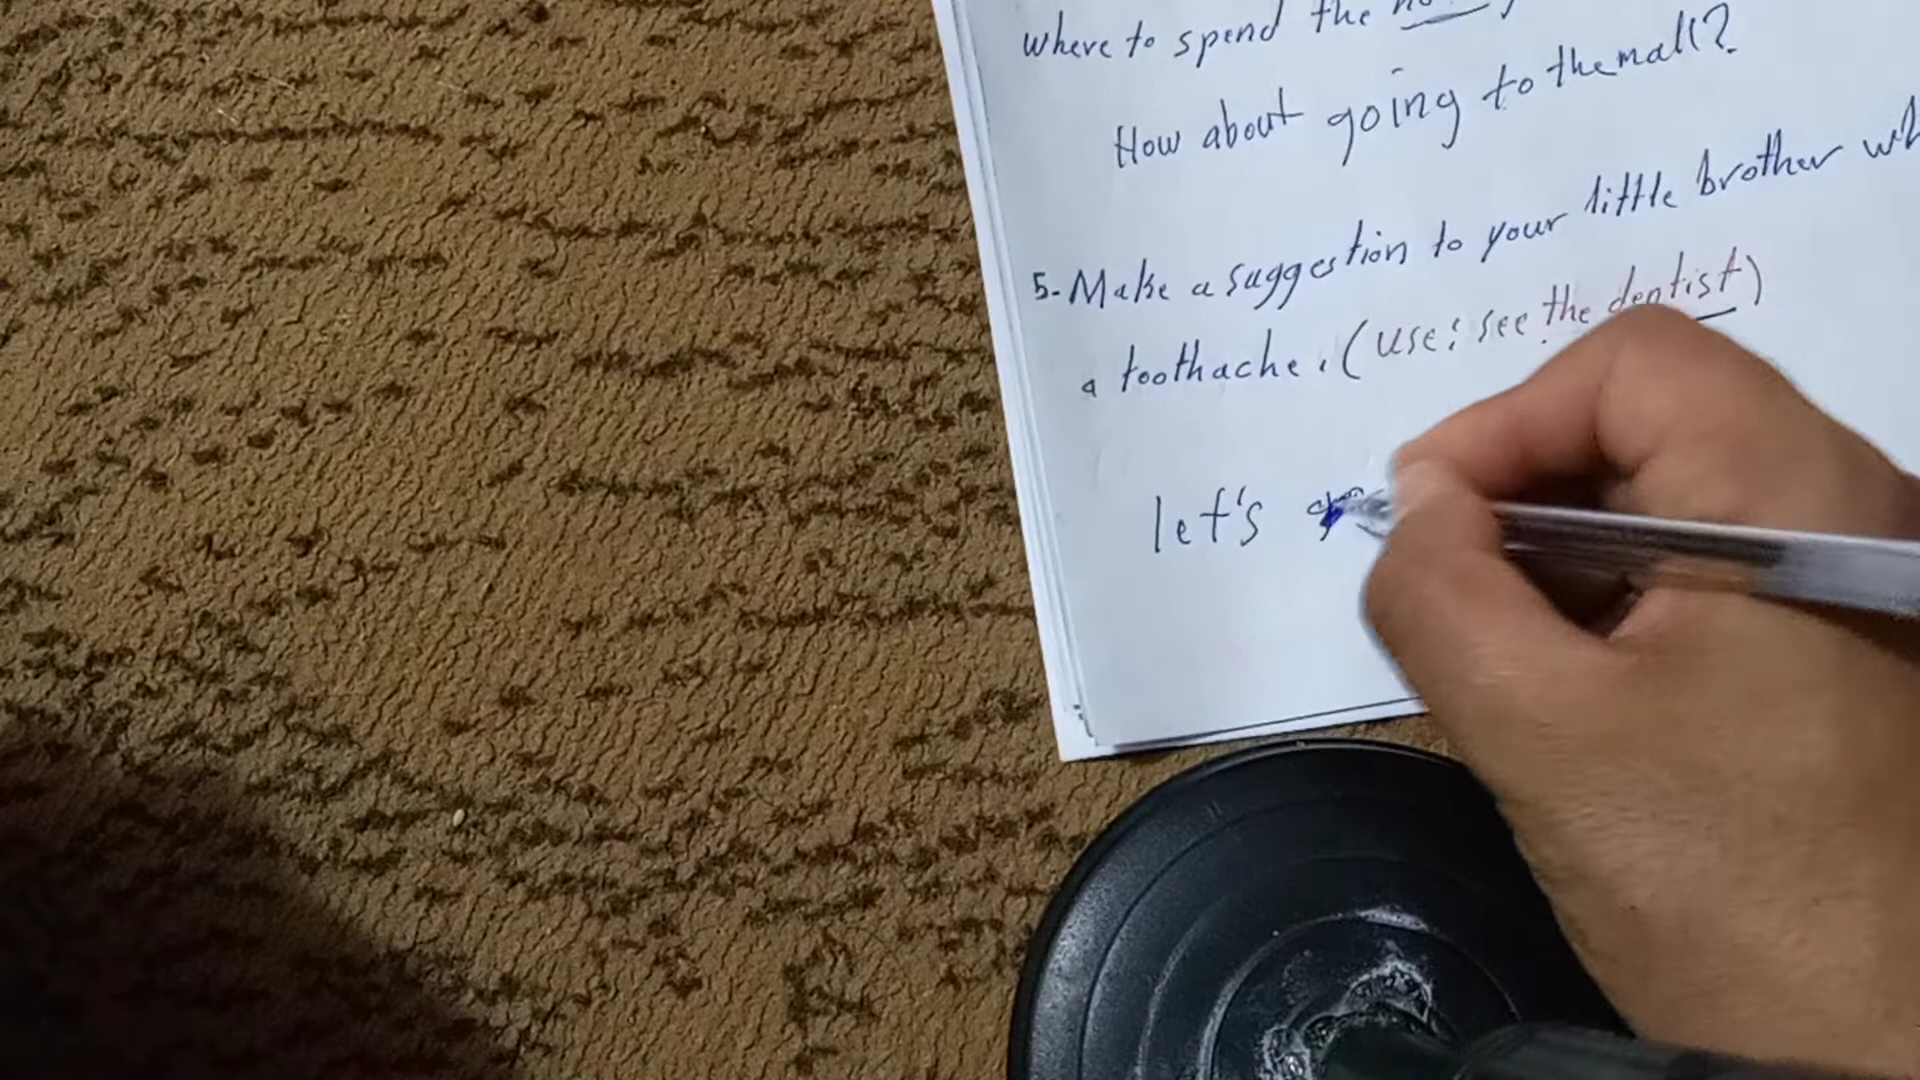 where to spend the
How about going to the mall?
5- Make a suggestion to your little brother
a toothache. (use: see the dentist)
let's